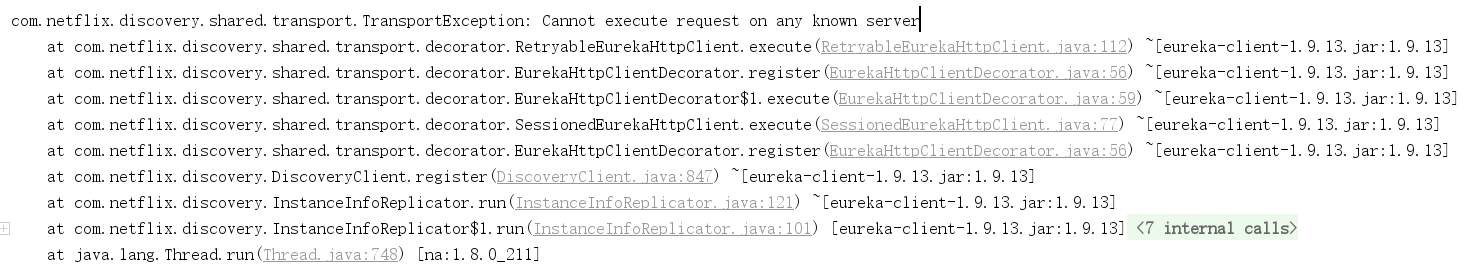 com.netflix.discovery.shared.transport.TransportException: Cannot execute request on any known server
at com.netflix.discovery.shared.transport.decorator.RetryableEurekaHttpClient.execute(RetryableEurekaHttpClient.java:112) ~[eureka-client-1.9.13.jar:1.9.13]
at com.netflix.discovery.shared.transport.decorator.EurekaHttpClientDecorator.register(EurekaHttpClientDecorator.java:56) ~[eureka-client-1.9.13.jar:1.9.13]
at com.netflix.discovery.shared.transport.decorator.EurekaHttpClientDecorator$1.execute(EurekaHttpClientDecorator.java:59) ~[eureka-client-1.9.13.jar:1.9.13]
at com.netflix.discovery.shared.transport.decorator.SessionedEurekaHttpClient.execute(SessionedEurekaHttpClient.java:77) ~[eureka-client-1.9.13.jar:1.9.13]
at com.netflix.discovery.shared.transport.decorator.EurekaHttpClientDecorator.register(EurekaHttpClientDecorator.java:56) ~[eureka-client-1.9.13.jar:1.9.13]
at com.netflix.discovery.DiscoveryClient.register(DiscoveryClient.java:847) ~[eureka-client-1.9.13.jar:1.9.13]
at com.netflix.discovery.InstanceInfoReplicator.run(InstanceInfoReplicator.java:121) ~[eureka-client-1.9.13.jar:1.9.13]
at com.netflix.discovery.InstanceInfoReplicator$1.run(InstanceInfoReplicator.java:101) [eureka-client-1.9.13.jar:1.9.13] <7 internal calls>
at java.lang.Thread.run(Thread.java:748) [na:1.8.0_211]